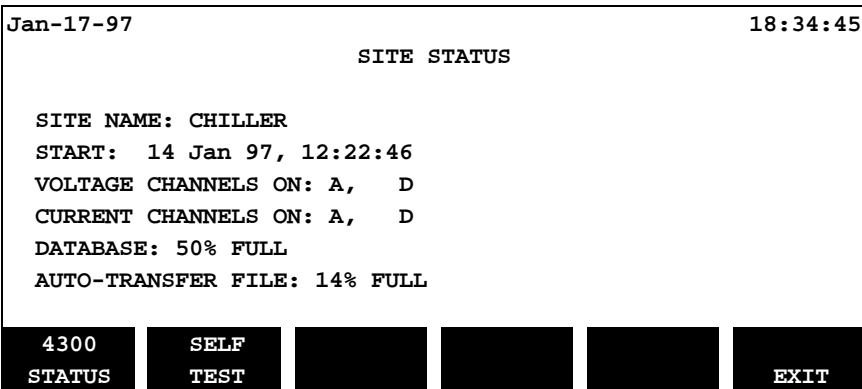 Jan-17-97 18:34:45
SITE STATUS
SITE NAME: CHILLER
START: 14 Jan 97, 12:22:46
VOLTAGE CHANNELS ON: A, D
CURRENT CHANNELS ON: A, D
DATABASE: 50% FULL
AUTO-TRANSFER FILE: 14% FULL
4300 SELF
STATUS TEST EXIT